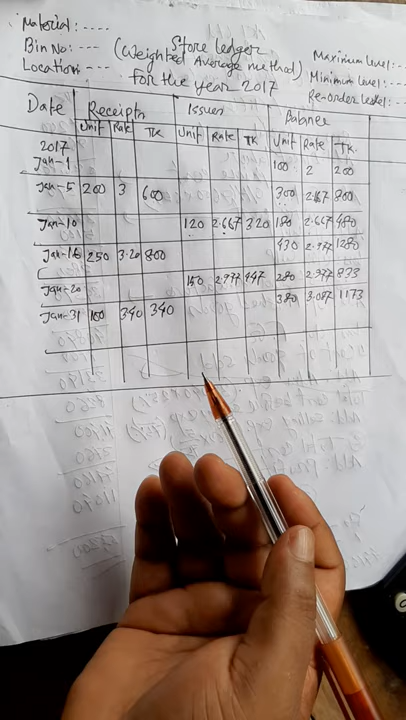 Material:----
Bin No:---
Location:---
Store ledger
(Weighted Average method)
for the year 2017
Maximum Level:--
Minimum level:--
Re-order Level:--
Date Receipts Issues Balance
Unit Rate TK Unit Rate TK Unit Rate TK.
2017
Jan-1 100 2 200
Jan-5 200 3 600 300 2.667 800
Jan-10 120 2.667 320 180 2.667 480
Jan-16 250 3.20 800 430 2.977 1280
Jan-20 150 2.977 447 280 2.977 833
Jan-31 100 340 340 380 3.087 1173